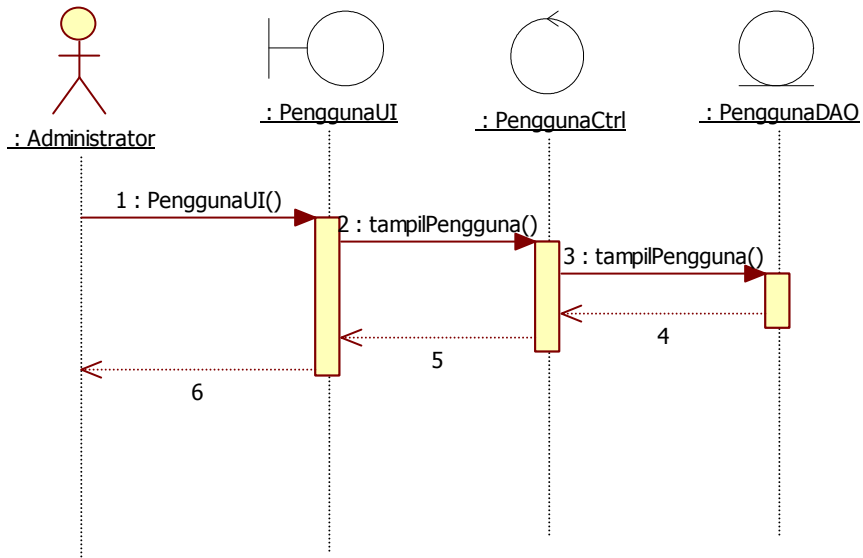 : Administrator
: PenggunaUI
: PenggunaCtrl
: PenggunaDAO
1 : PenggunaUI()
2 : tampilPengguna()
3 : tampilPengguna()
4
5
6